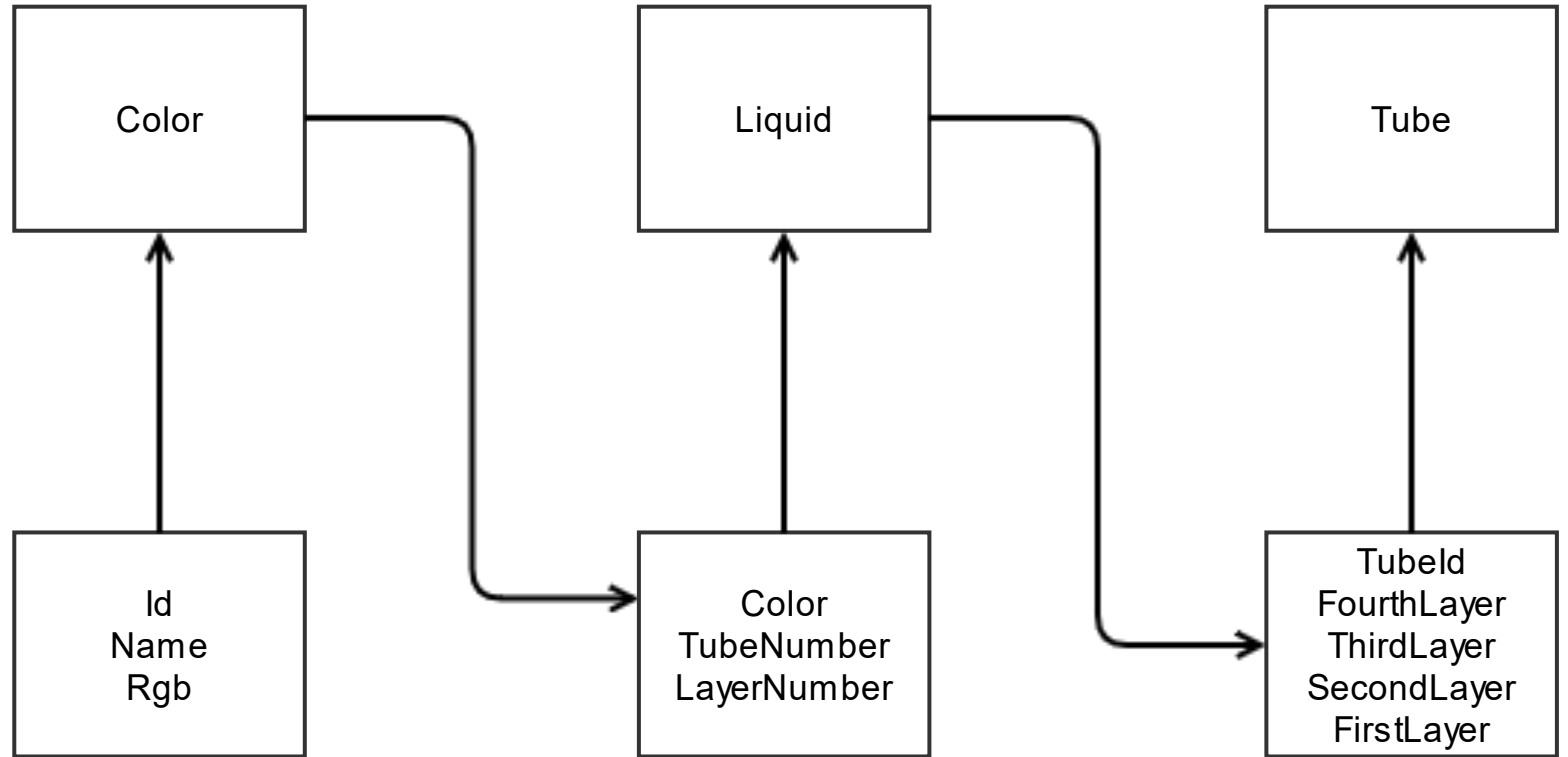 Color
Liquid
Tube
Id
Name
Rgb
Color
TubeNumber
LayerNumber
TubeId
FourthLayer
ThirdLayer
SecondLayer
FirstLayer